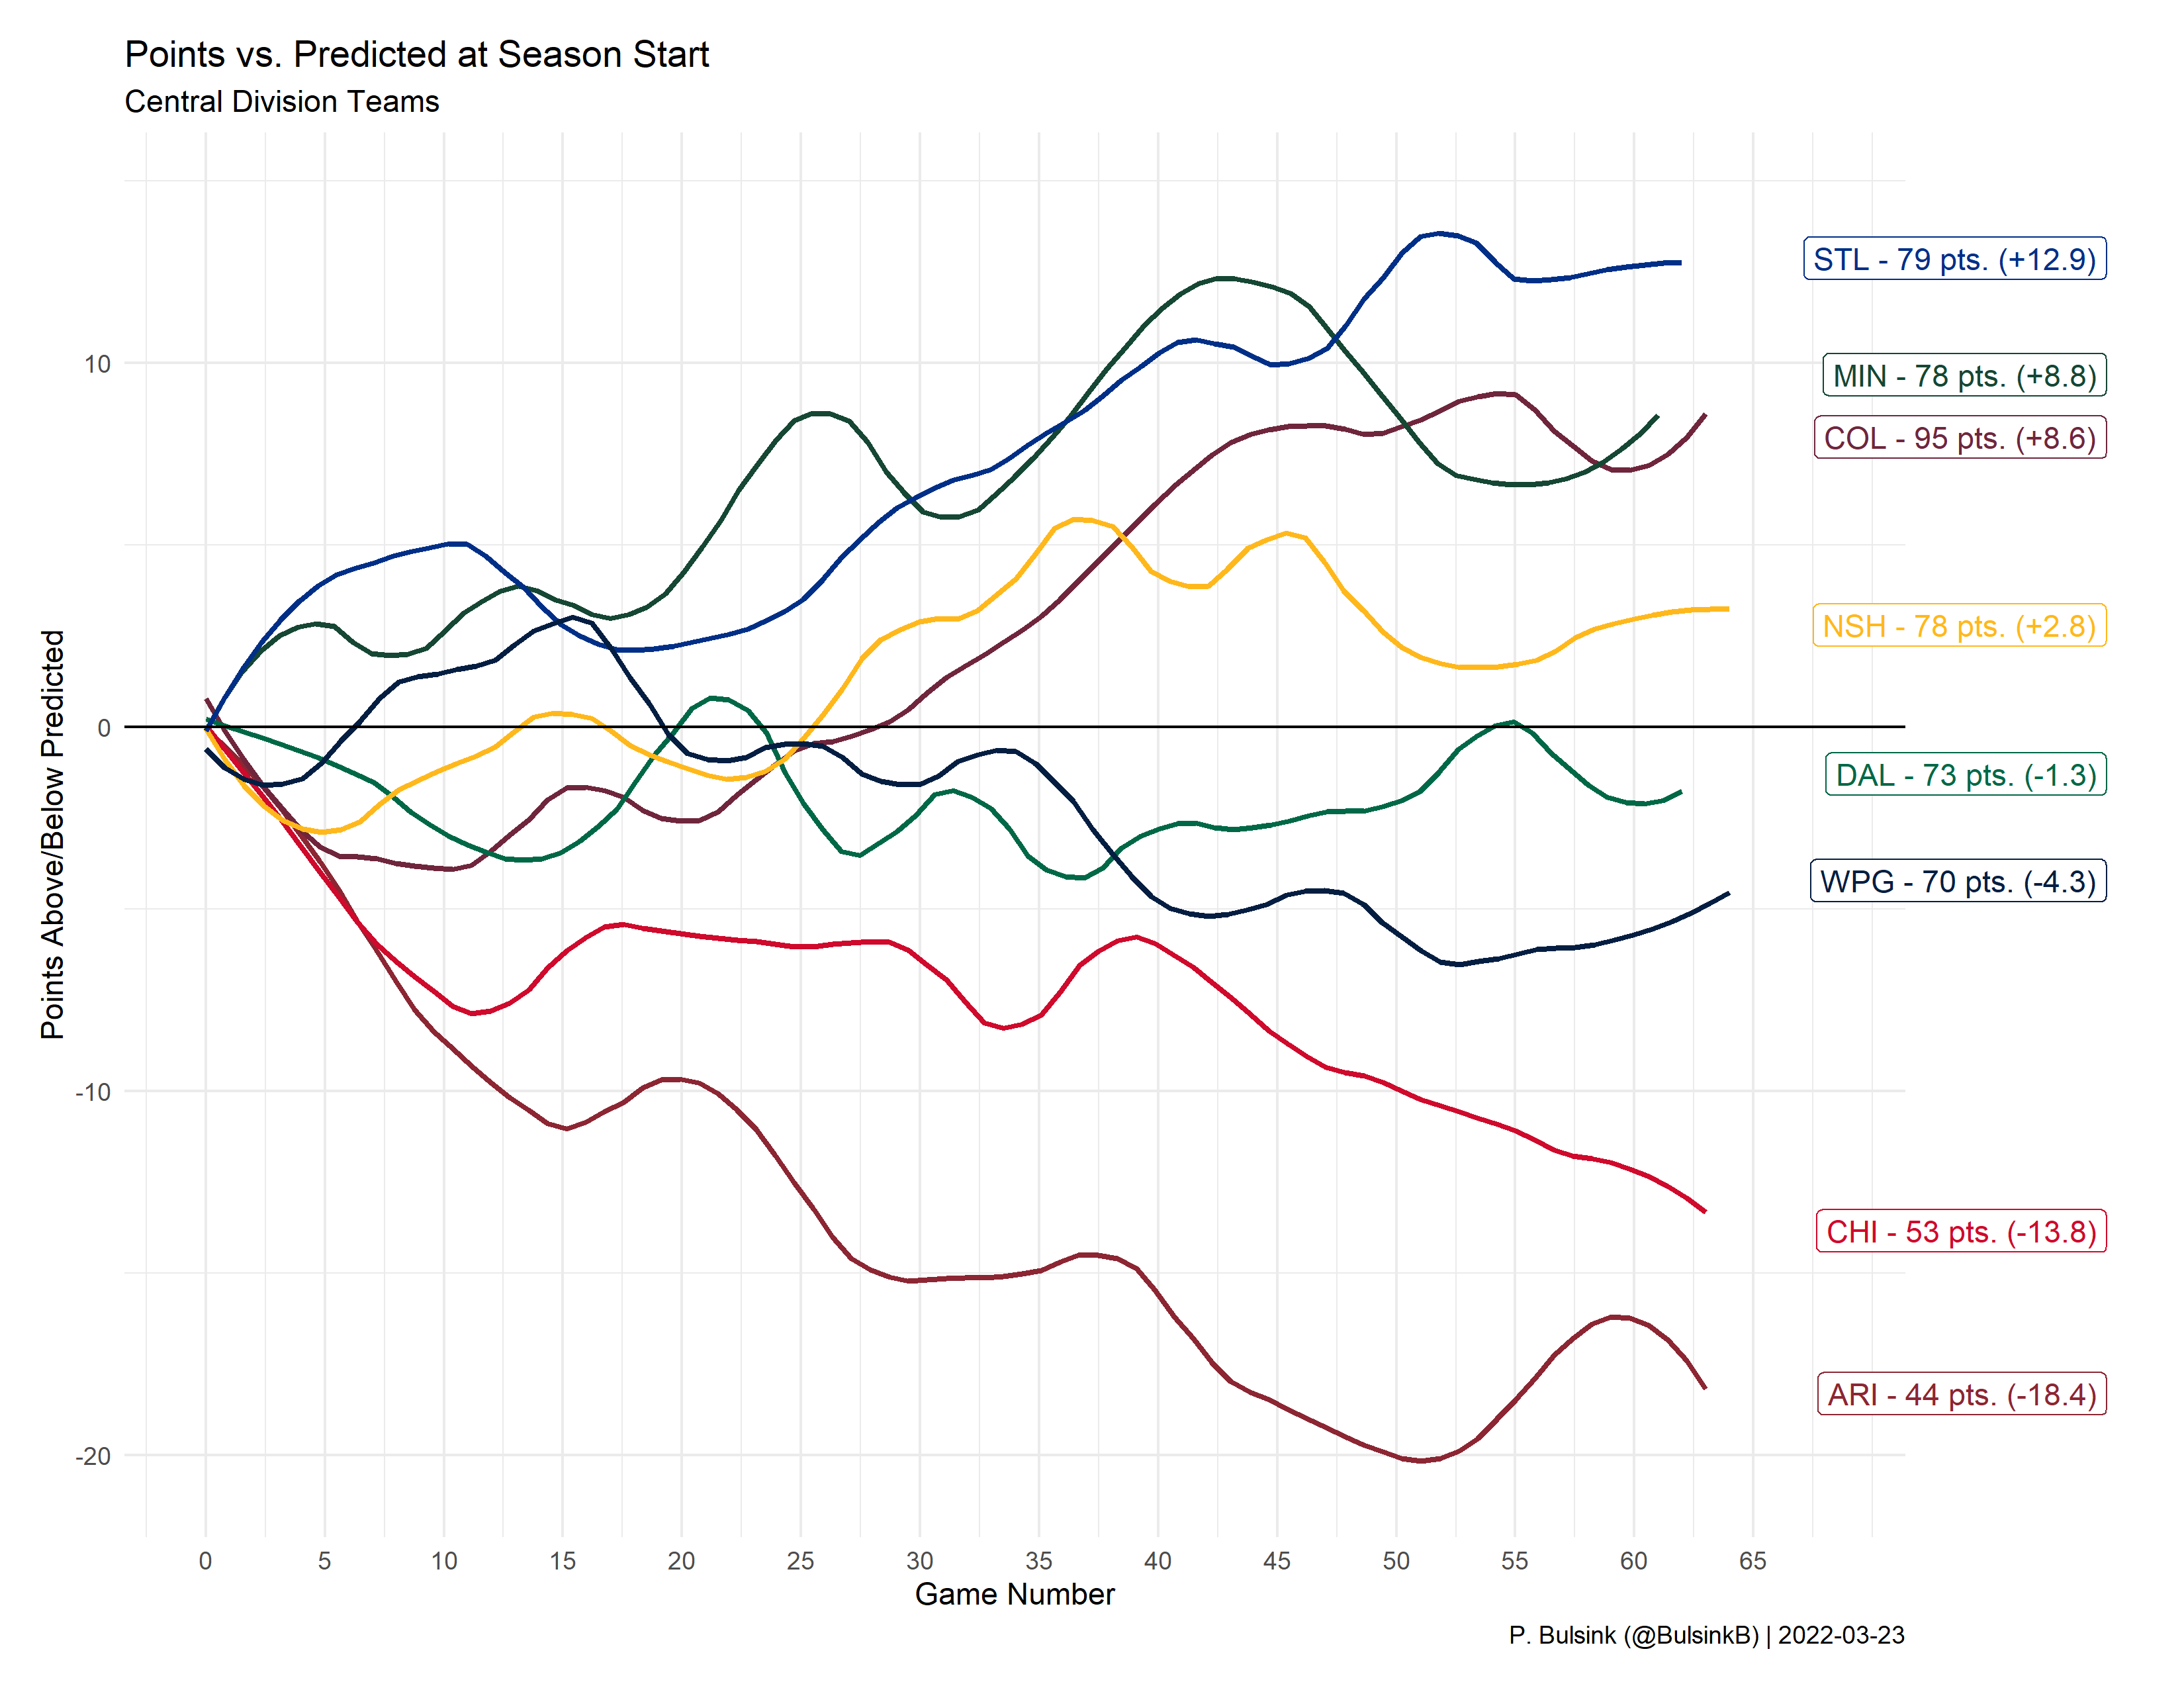 Points vs. Predicted at Season Start
Central Division Teams
Points Above/Below Predicted
10
0
-10
-20
STL - 79 pts. (+12.9)
MIN - 78 pts. (+8.8)
COL - 95 pts. (+8.6)
NSH - 78 pts. (+2.8)
DAL - 73 pts. (-1.3)
WPG - 70 pts. (-4.3)
CHI - 53 pts. (-13.8)
ARI - 44 pts. (-18.4)
0 5 10 15 20 25 30 35 40 45 50 55 60 65
Game Number
P. Bulsink (@BulsinkB) | 2022-03-23